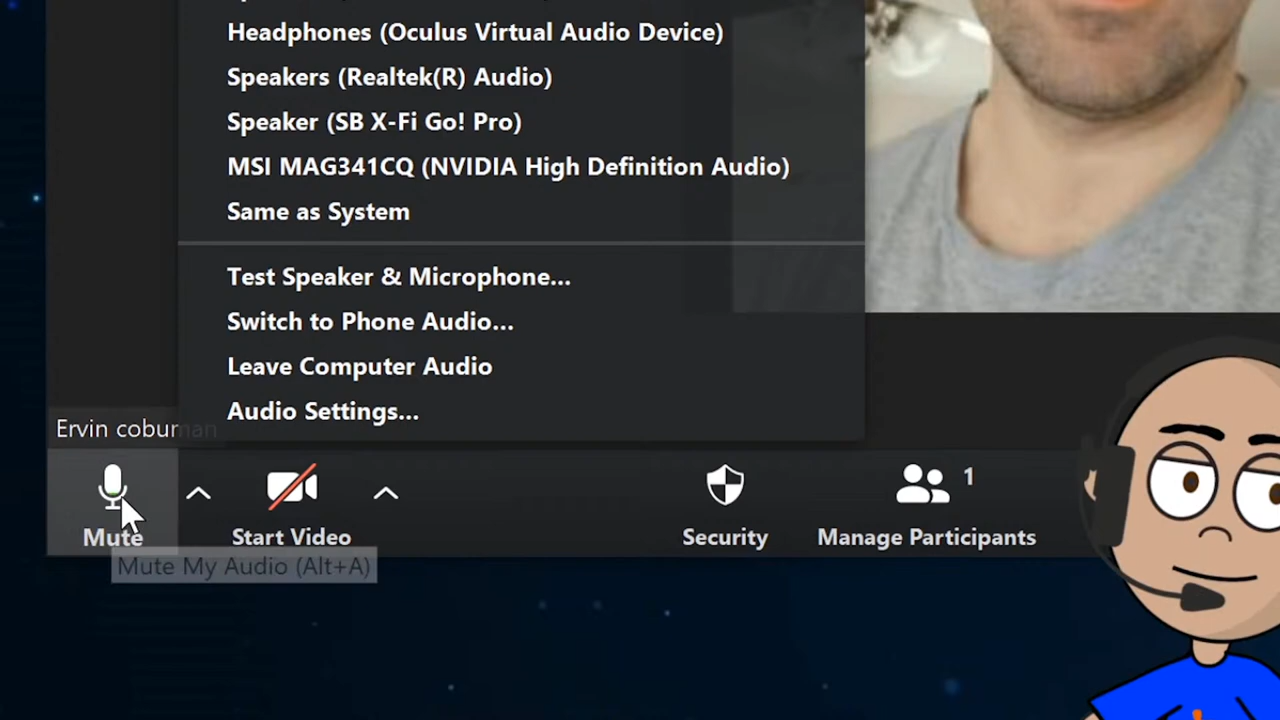 Headphones (Oculus Virtual Audio Device)
Speakers (Realtek(R) Audio)
Speaker (SB X-Fi Go! Pro)
MSI MAG341CQ (NVIDIA High Definition Audio)
Same as System
Test Speaker & Microphone...
Switch to Phone Audio...
Leave Computer Audio
Audio Settings...
Ervin coburnan
Mute
Start Video
Security
1
Manage Participants
Mute My Audio (Alt+A)